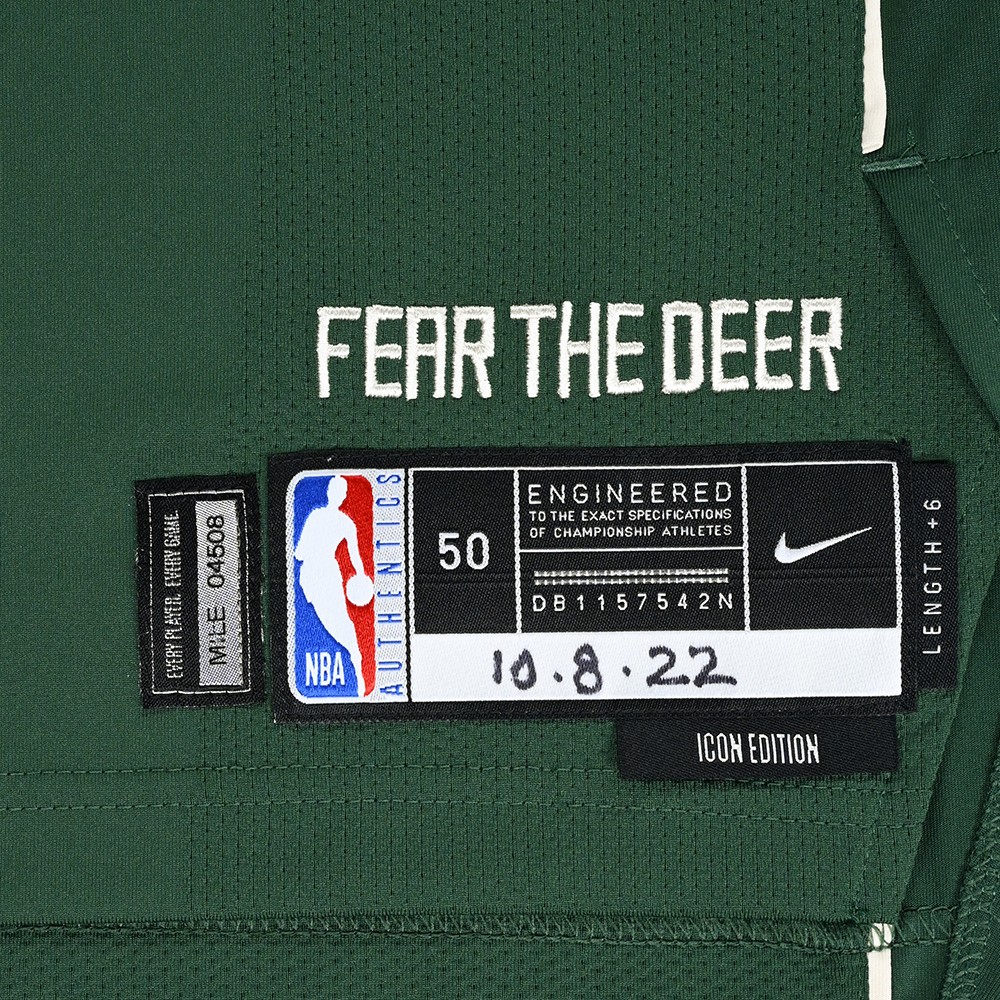 FEAR THE DEER
EVERY PLAYER. EVERY GAME.
MILE 04508
NBA
AUTHENTICS
50
ENGINEERED
TO THE EXACT SPECIFICATIONS
OF CHAMPIONSHIP ATHLETES
DB1157542N
LENGTH +6
10.8.22
ICON EDITION